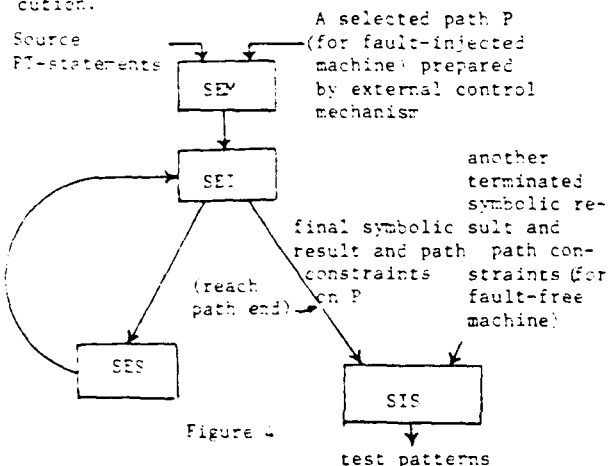 cution.
Source
RT-statements
A selected path P
(for fault-injected
machine) prepared
by external control
mechanism
SEM
SEI
another
terminated
symbolic re-
sult and
path con-
straints (for
fault-free
machine)
final symbolic
result and path
constraints
on P
(reach
path end)
SES
SIS
Figure 4
test patterns